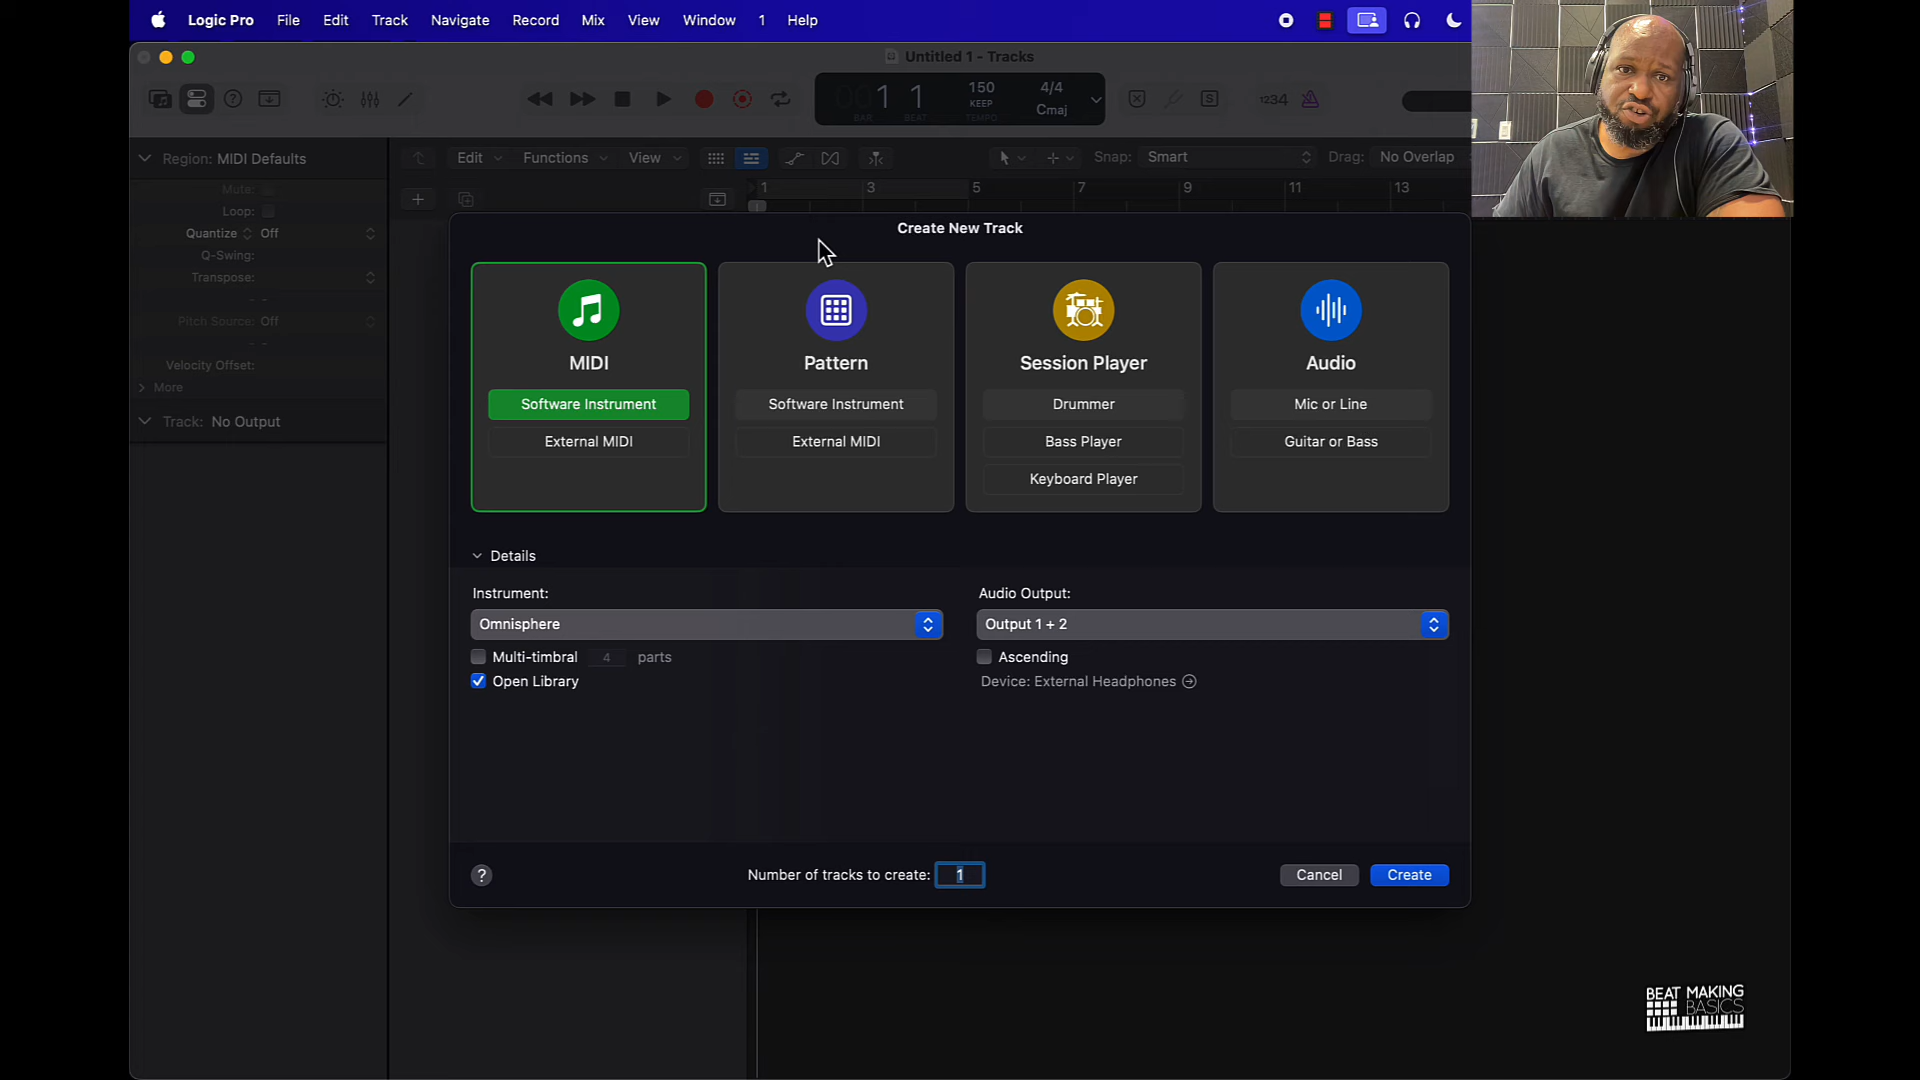 Logic Pro File Edit Track Navigate Record Mix View Window 1 Help
Untitled 1 - Tracks
1 1 150 4/4
KEEP Cmaj
BAR BEAT TEMPO
1234
Region: MIDI Defaults
Edit Functions View Snap: Smart Drag: No Overlap
Mute:
1 3 5 7 9 11 13
Loop:
Quantize Off
Q-Swing:
Transpose:
Pitch Source: Off
Velocity Offset:
More
Track: No Output
Create New Track
MIDI
Software Instrument
External MIDI
Pattern
Software Instrument
External MIDI
Session Player
Drummer
Bass Player
Keyboard Player
Audio
Mic or Line
Guitar or Bass
Details
Instrument:
Omnisphere
Multi-timbral 4 parts
Open Library
Audio Output:
Output 1 + 2
Ascending
Device: External Headphones
? Number of tracks to create: 1 Cancel Create
BEAT MAKING
BASICS